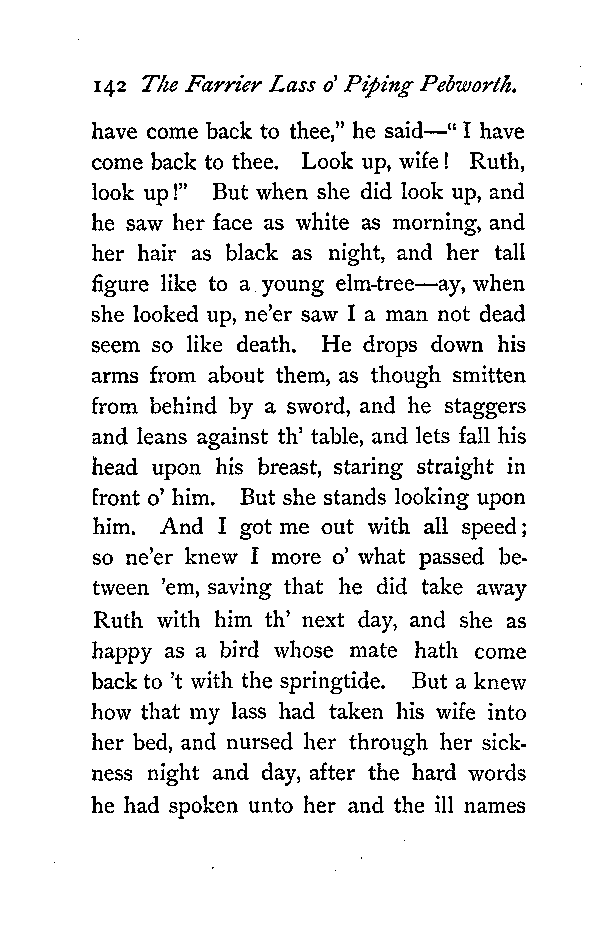 142 The Farrier Lass o' Piping Pebworth.
have come back to thee,” he said—“ I have
come back to thee. Look up, wife! Ruth,
look up!” But when she did look up, and
he saw her face as white as morning, and
her hair as black as night, and her tall
figure like to a young elm-tree—ay, when
she looked up, ne’er saw I a man not dead
seem so like death. He drops down his
arms from about them, as though smitten
from behind by a sword, and he staggers
and leans against th’ table, and lets fall his
head upon his breast, staring straight in
front o’ him. But she stands looking upon
him. And I got me out with all speed;
so ne’er knew I more o’ what passed be-
tween ’em, saving that he did take away
Ruth with him th’ next day, and she as
happy as a bird whose mate hath come
back to ’t with the springtide. But a knew
how that my lass had taken his wife into
her bed, and nursed her through her sick-
ness night and day, after the hard words
he had spoken unto her and the ill names